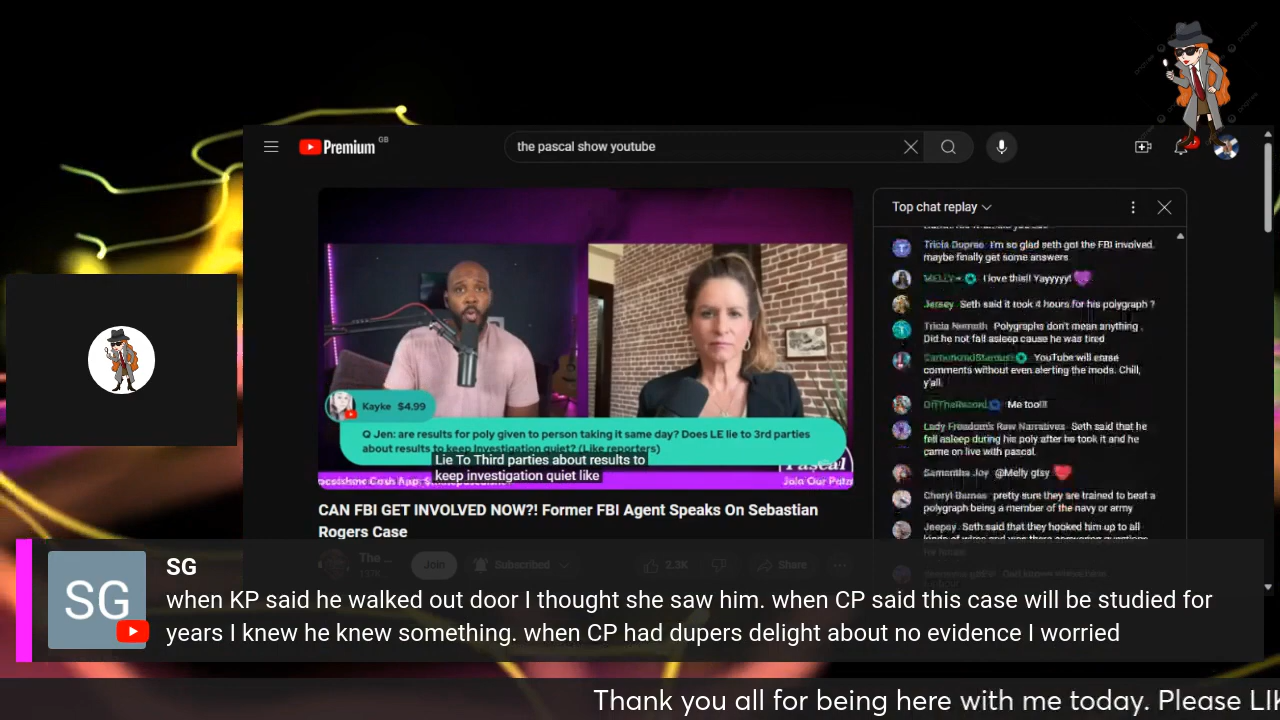 Premium GB
the pascal show youtube
Top chat replay
Tricia Dupree I'm so glad seth got the FBI involved.
maybe finally get some answers
I love this!! Yayyyy!
Jersey Seth said it took 4 hours for his polygraph ?
Tricia Nemeth Polygraphs don't mean anything .
Did he not fall asleep cause he was tired
YouTube will erase
comments without even alerting the mods. Chill,
y'all.
OffTheRecord Me too!!!
Lady Freedom's Raw Narratives Seth said that he
fell asleep during his poly after he took it and he
came on live with pascal.
Samantha Joy @Melly gtsy
Cheryl Barnes pretty sure they are trained to beat a
polygraph being a member of the navy or army
Jeepsy Seth said that they hooked him up to all
Kayke $4.99
Q Jen: are results for poly given to person taking it same day? Does LE lie to 3rd parties
about results to keep investigation quiet? (Like reporters)
Lie To Third parties about results to
keep investigation quiet like
Pascal
Cash App:
Join Our Patr
CAN FBI GET INVOLVED NOW?! Former FBI Agent Speaks On Sebastian
Rogers Case
The ...
Join
Subscribed
2.3K
Share
SG
SG
when KP said he walked out door I thought she saw him. when CP said this case will be studied for
years I knew he knew something. when CP had dupers delight about no evidence I worried
Thank you all for being here with me today. Please LIK